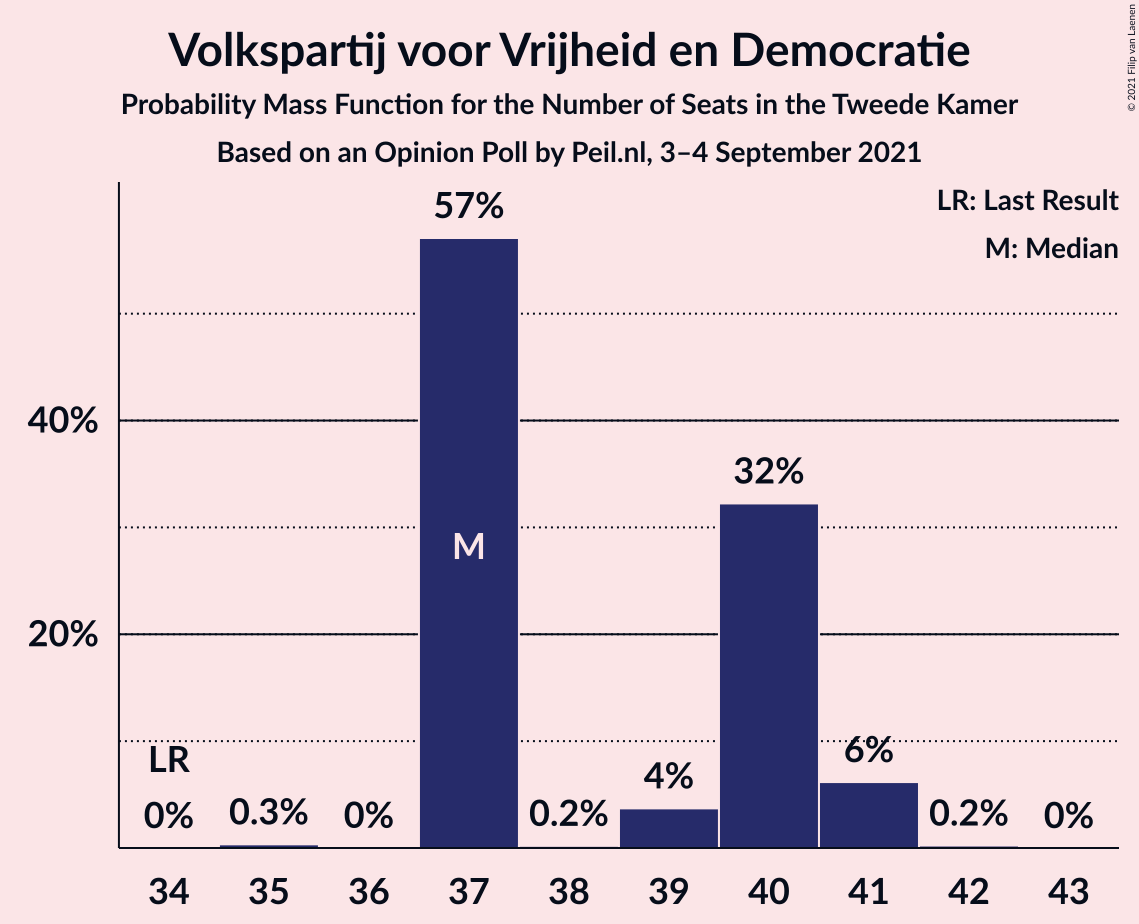 Volkspartij voor Vrijheid en Democratie
Probability Mass Function for the Number of Seats in the Tweede Kamer
Based on an Opinion Poll by Peil.nl, 3–4 September 2021
© 2021 Filip van Laenen
LR: Last Result
M: Median
57%
40%
32%
M
20%
6%
LR
4%
0%
0.3%
0%
0.2%
0.2%
0%
34 35 36 37 38 39 40 41 42 43